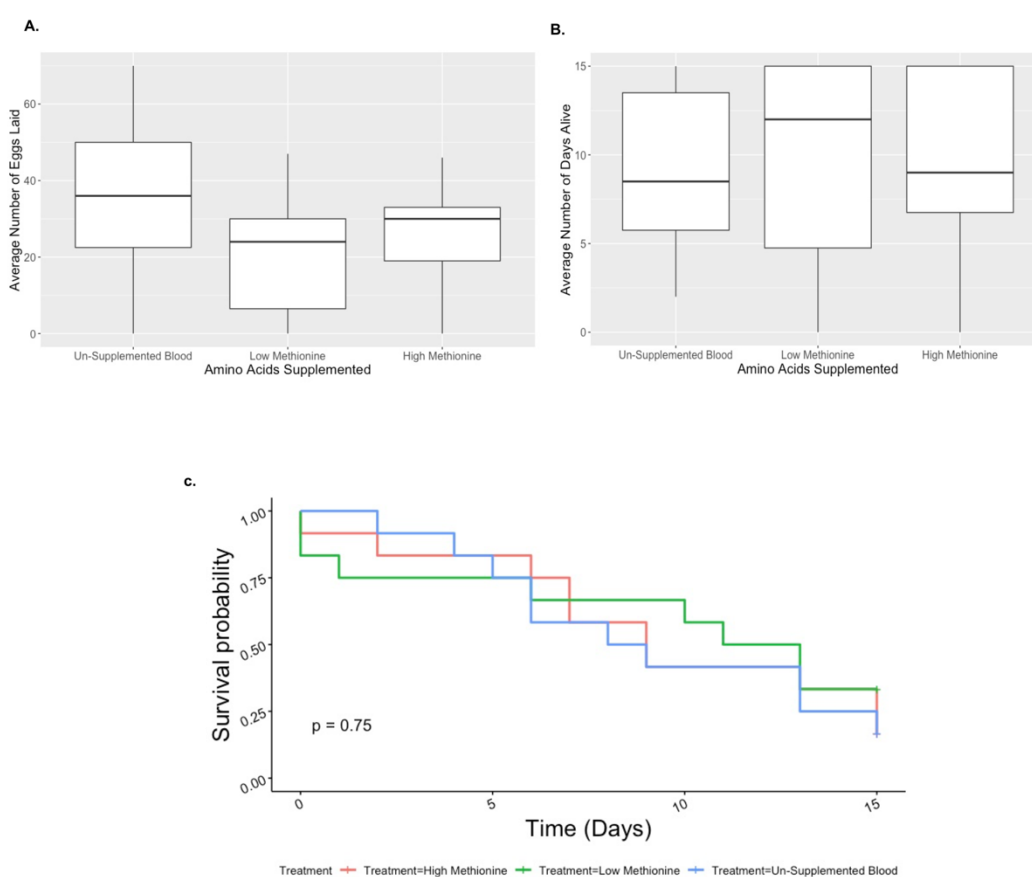 A.
Average Number of Eggs Laid
60
40
20
0
Un-Supplemented Blood Low Methionine High Methionine
Amino Acids Supplemented
B.
Average Number of Days Alive
15
10
5
0
Un-Supplemented Blood Low Methionine High Methionine
Amino Acids Supplemented
c.
Survival probability
1.00
0.75
0.50
0.25
0.00
p = 0.75
0 5 10 15
Time (Days)
Treatment Treatment=High Methionine Treatment=Low Methionine Treatment=Un-Supplemented Blood